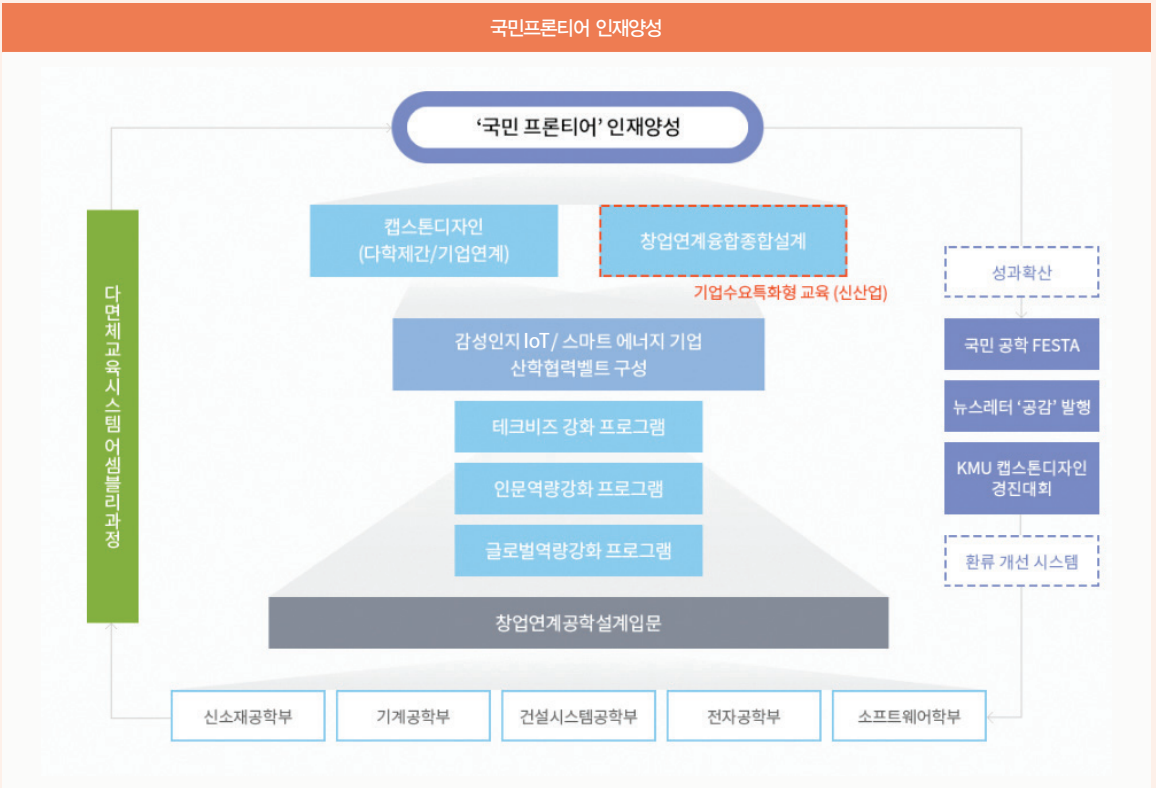 국민프론티어 인재양성
‘국민 프론티어’ 인재양성
캡스톤디자인
(다학제간/기업연계)
창업연계융합종합설계
기업수요특화형 교육 (신산업)
감성인지 IoT / 스마트 에너지 기업
산학협력벨트 구성
테크비즈 강화 프로그램
인문역량강화 프로그램
글로벌역량강화 프로그램
창업연계공학설계입문
신소재공학부
기계공학부
건설시스템공학부
전자공학부
소프트웨어학부
다면체교육시스템 어셈블리과정
성과확산
국민 공학 FESTA
뉴스레터 ‘공감’ 발행
KMU 캡스톤디자인
경진대회
환류 개선 시스템